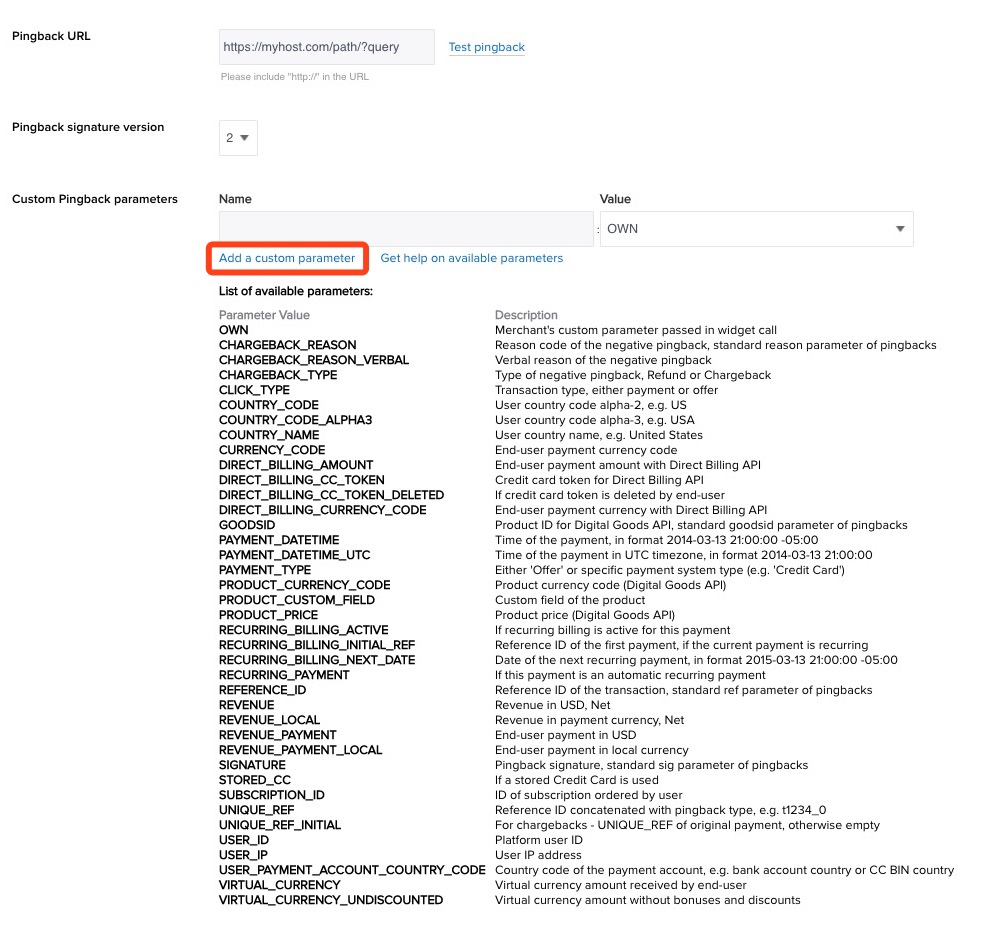 Pingback URL
https://myhost.com/path/?query Test pingback
Please include "http://" in the URL
Pingback signature version
2
Custom Pingback parameters Name Value
: OWN
Add a custom parameter Get help on available parameters
List of available parameters:
Parameter Value Description
OWN Merchant's custom parameter passed in widget call
CHARGEBACK_REASON Reason code of the negative pingback, standard reason parameter of pingbacks
CHARGEBACK_REASON_VERBAL Verbal reason of the negative pingback
CHARGEBACK_TYPE Type of negative pingback, Refund or Chargeback
CLICK_TYPE Transaction type, either payment or offer
COUNTRY_CODE User country code alpha-2, e.g. US
COUNTRY_CODE_ALPHA3 User country code alpha-3, e.g. USA
COUNTRY_NAME User country name, e.g. United States
CURRENCY_CODE End-user payment currency code
DIRECT_BILLING_AMOUNT End-user payment amount with Direct Billing API
DIRECT_BILLING_CC_TOKEN Credit card token for Direct Billing API
DIRECT_BILLING_CC_TOKEN_DELETED If credit card token is deleted by end-user
DIRECT_BILLING_CURRENCY_CODE End-user payment currency with Direct Billing API
GOODSID Product ID for Digital Goods API, standard goodsid parameter of pingbacks
PAYMENT_DATETIME Time of the payment, in format 2014-03-13 21:00:00 -05:00
PAYMENT_DATETIME_UTC Time of the payment in UTC timezone, in format 2014-03-13 21:00:00
PAYMENT_TYPE Either 'Offer' or specific payment system type (e.g. 'Credit Card')
PRODUCT_CURRENCY_CODE Product currency code (Digital Goods API)
PRODUCT_CUSTOM_FIELD Custom field of the product
PRODUCT_PRICE Product price (Digital Goods API)
RECURRING_BILLING_ACTIVE If recurring billing is active for this payment
RECURRING_BILLING_INITIAL_REF Reference ID of the first payment, if the current payment is recurring
RECURRING_BILLING_NEXT_DATE Date of the next recurring payment, in format 2015-03-13 21:00:00 -05:00
RECURRING_PAYMENT If this payment is an automatic recurring payment
REFERENCE_ID Reference ID of the transaction, standard ref parameter of pingbacks
REVENUE Revenue in USD, Net
REVENUE_LOCAL Revenue in payment currency, Net
REVENUE_PAYMENT End-user payment in USD
REVENUE_PAYMENT_LOCAL End-user payment in local currency
SIGNATURE Pingback signature, standard sig parameter of pingbacks
STORED_CC If a stored Credit Card is used
SUBSCRIPTION_ID ID of subscription ordered by user
UNIQUE_REF Reference ID concatenated with pingback type, e.g. t1234_0
UNIQUE_REF_INITIAL For chargebacks - UNIQUE_REF of original payment, otherwise empty
USER_ID Platform user ID
USER_IP User IP address
USER_PAYMENT_ACCOUNT_COUNTRY_CODE Country code of the payment account, e.g. bank account country or CC BIN country
VIRTUAL_CURRENCY Virtual currency amount received by end-user
VIRTUAL_CURRENCY_UNDISCOUNTED Virtual currency amount without bonuses and discounts